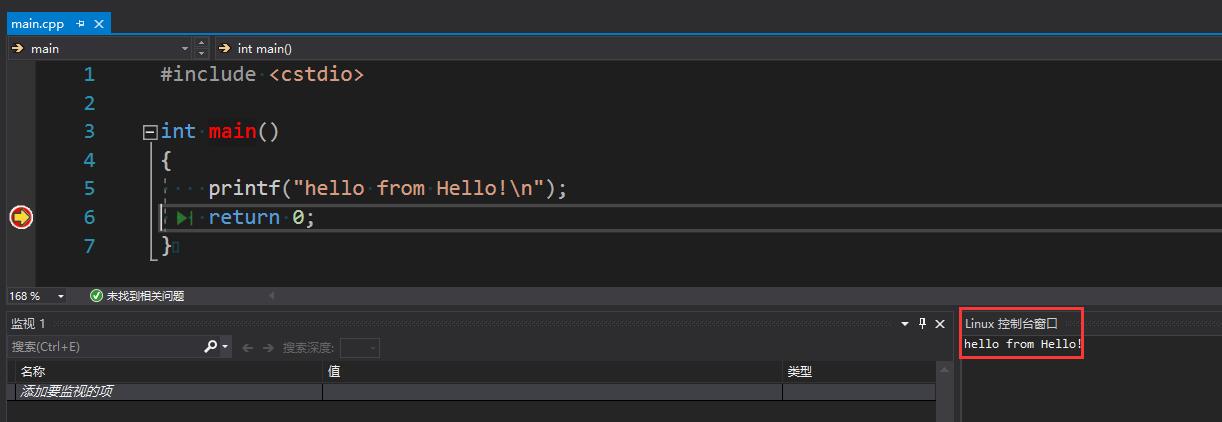 main.cpp
main int main()
1 #include <cstdio>
2
3 int main()
4 {
5 printf("hello from Hello!\n");
6 return 0;
7 }
168 % 未找到相关问题
监视 1
搜索(Ctrl+E) 搜索深度:
名称 值 类型
添加要监视的项
Linux 控制台窗口
hello from Hello!